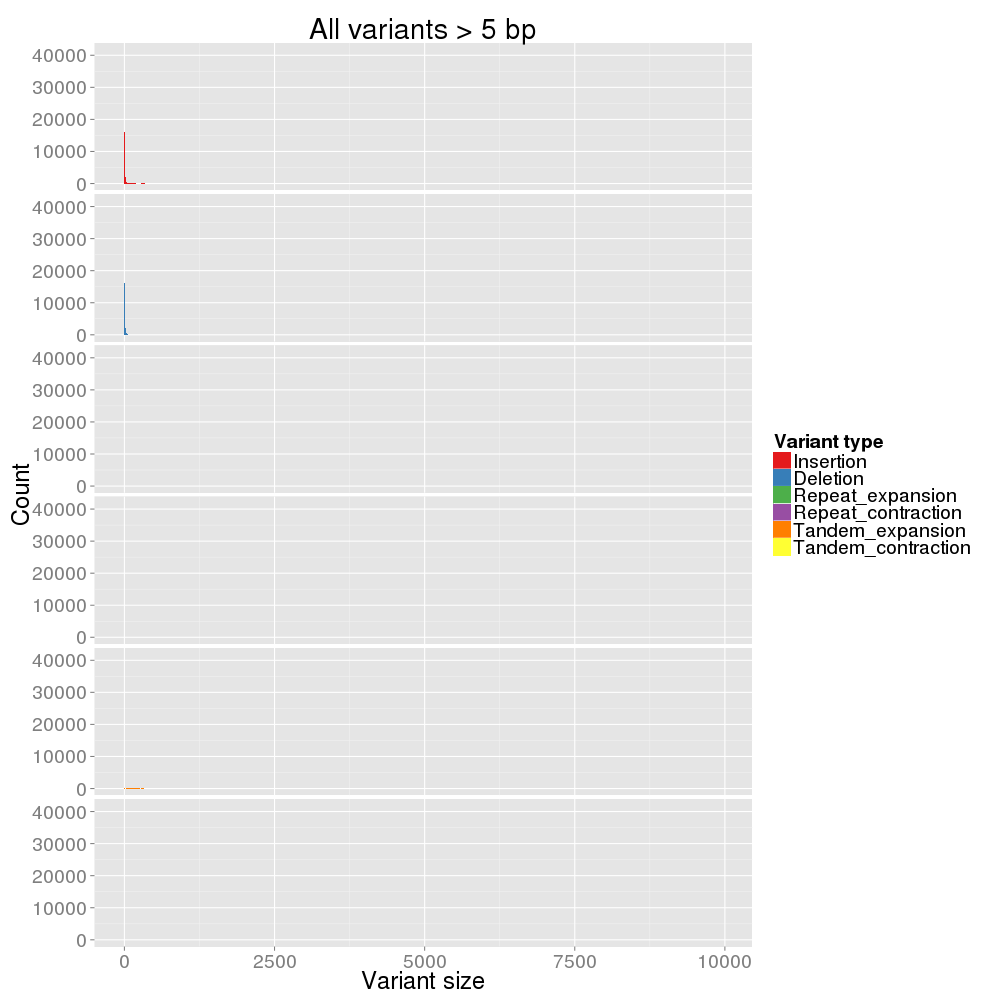 All variants > 5 bp
40000
30000
20000
10000
0
40000
30000
20000
10000
0
40000
30000
20000
10000
0
40000
30000
20000
10000
0
40000
30000
20000
10000
0
40000
30000
20000
10000
0
Count
0 2500 5000 7500 10000
Variant size
Variant type
Insertion
Deletion
Repeat_expansion
Repeat_contraction
Tandem_expansion
Tandem_contraction